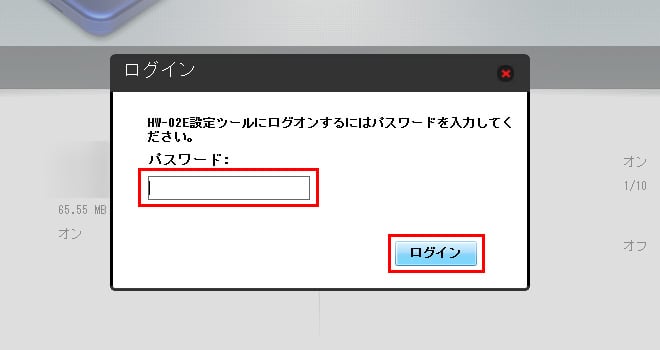 ログイン
HW-02E設定ツールにログオンするにはパスワードを入力してく
ださい。
パスワード:
オン
1/10
65.55 MB
オン
オフ
ログイン